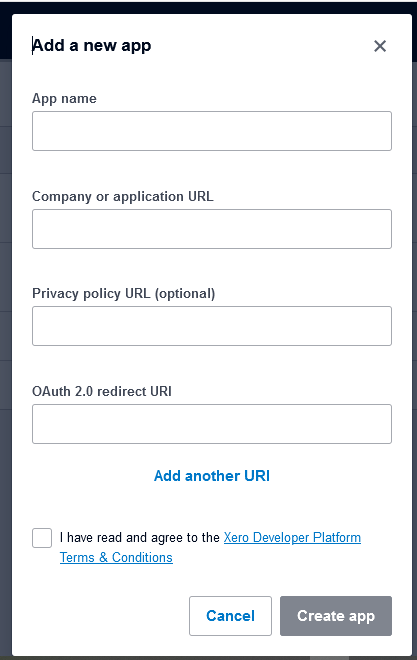 Add a new app
App name
Company or application URL
Privacy policy URL (optional)
OAuth 2.0 redirect URI
Add another URI
I have read and agree to the Xero Developer Platform
Terms & Conditions
Cancel
Create app